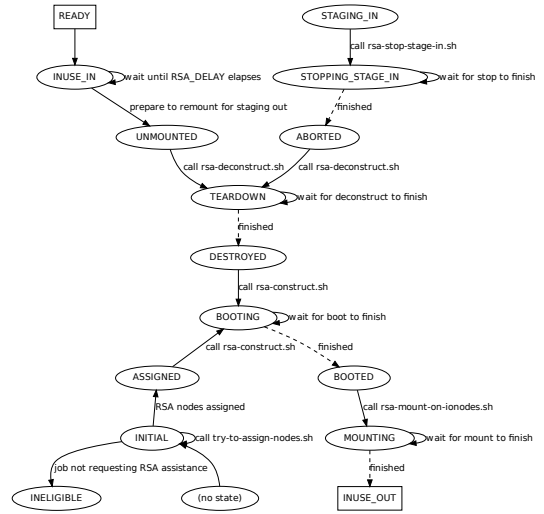 READY
STAGING_IN
call rsa-stop-stage-in.sh
INUSE_IN
wait until RSA_DELAY elapses
STOPPING_STAGE_IN
wait for stop to finish
prepare to remount for staging out
finished
UNMOUNTED
ABORTED
call rsa-deconstruct.sh
call rsa-deconstruct.sh
TEARDOWN
wait for deconstruct to finish
finished
DESTROYED
call rsa-construct.sh
BOOTING
wait for boot to finish
call rsa-construct.sh
finished
ASSIGNED
BOOTED
RSA nodes assigned
call rsa-mount-on-ionodes.sh
INITIAL
call try-to-assign-nodes.sh
MOUNTING
wait for mount to finish
job not requesting RSA assistance
finished
INELIGIBLE
(no state)
INUSE_OUT